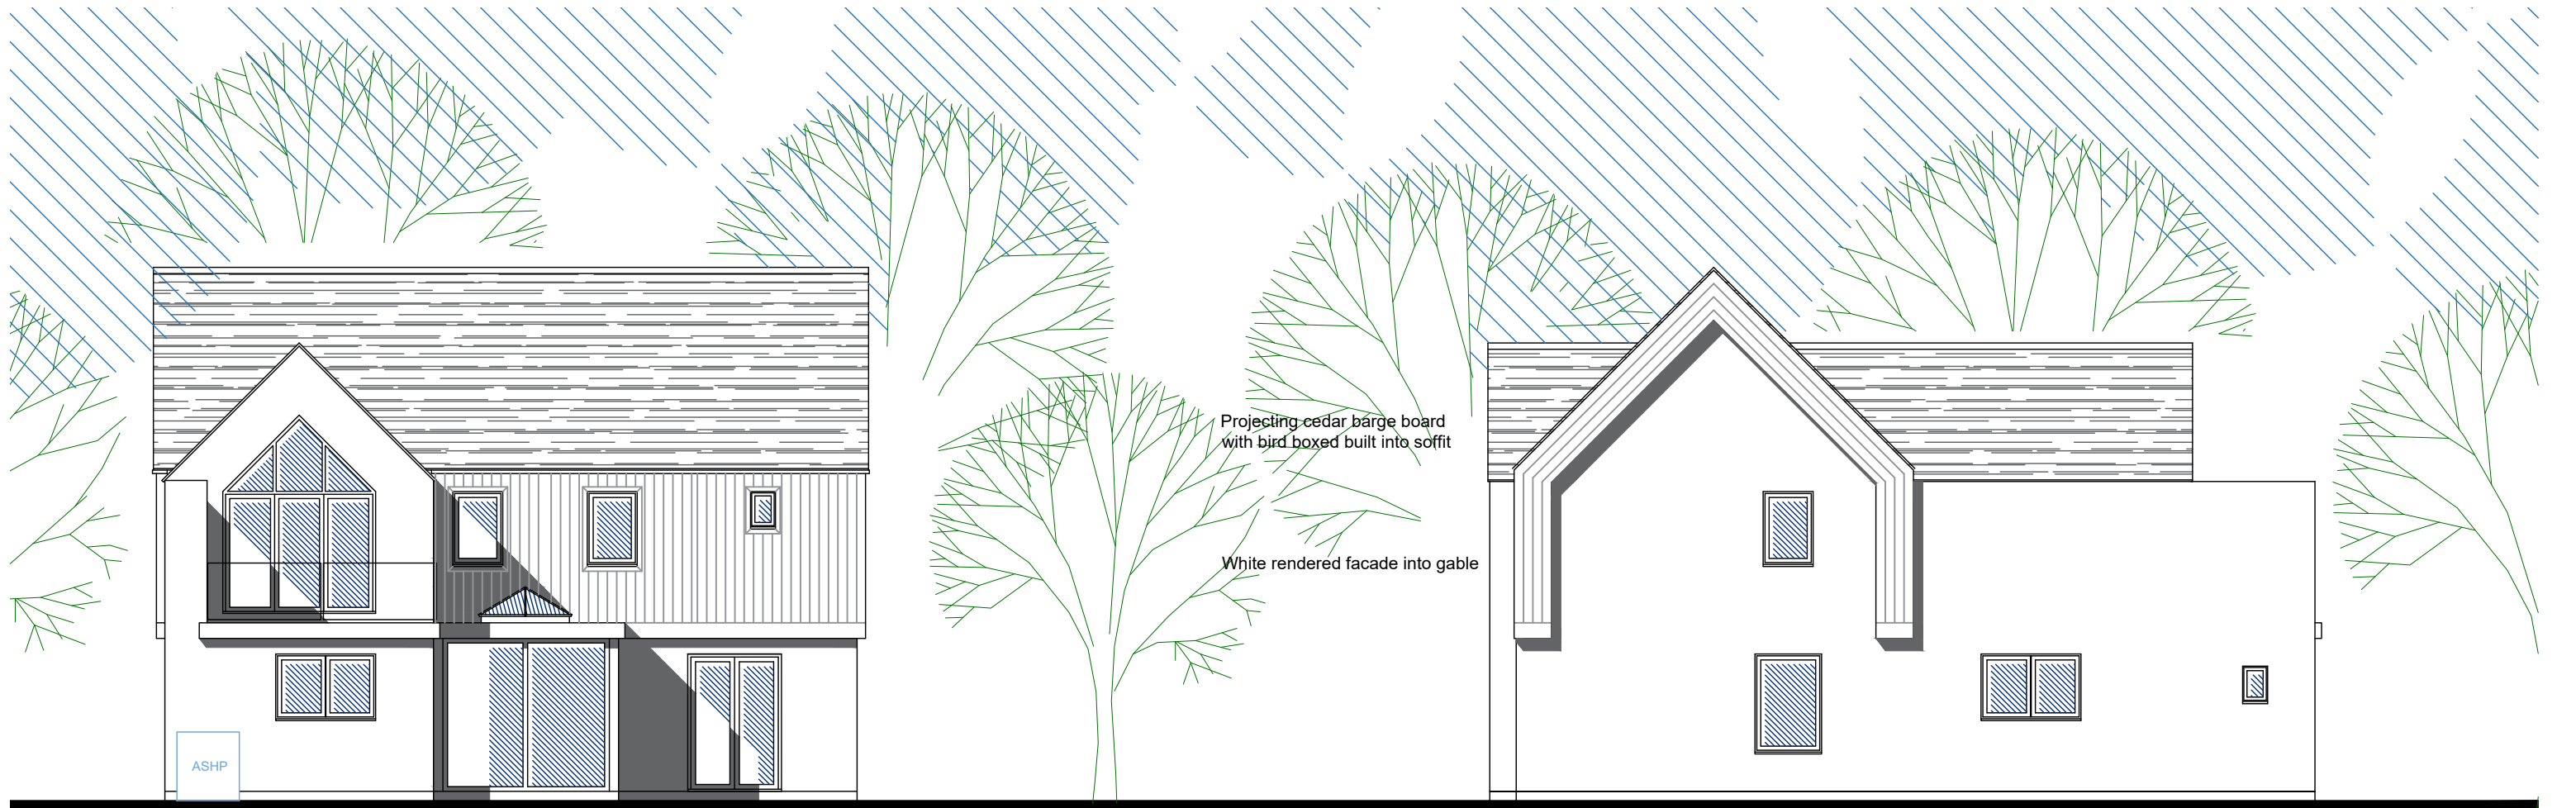 Projecting cedar barge board
with bird boxed built into soffit
White rendered facade into gable
ASHP